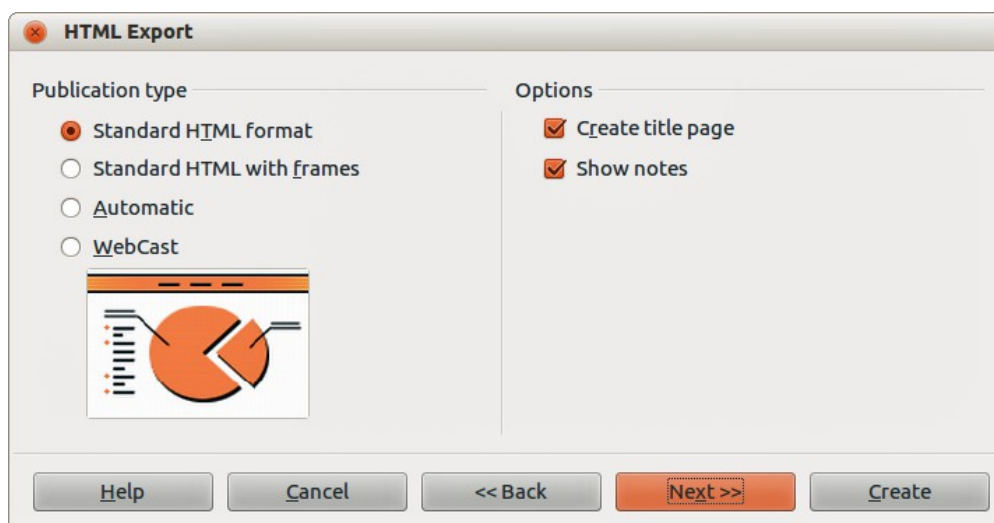 HTML Export
Publication type
Standard HTML format
Standard HTML with frames
Automatic
WebCast
Options
Create title page
Show notes
Help
Cancel
<< Back
Next >>
Create